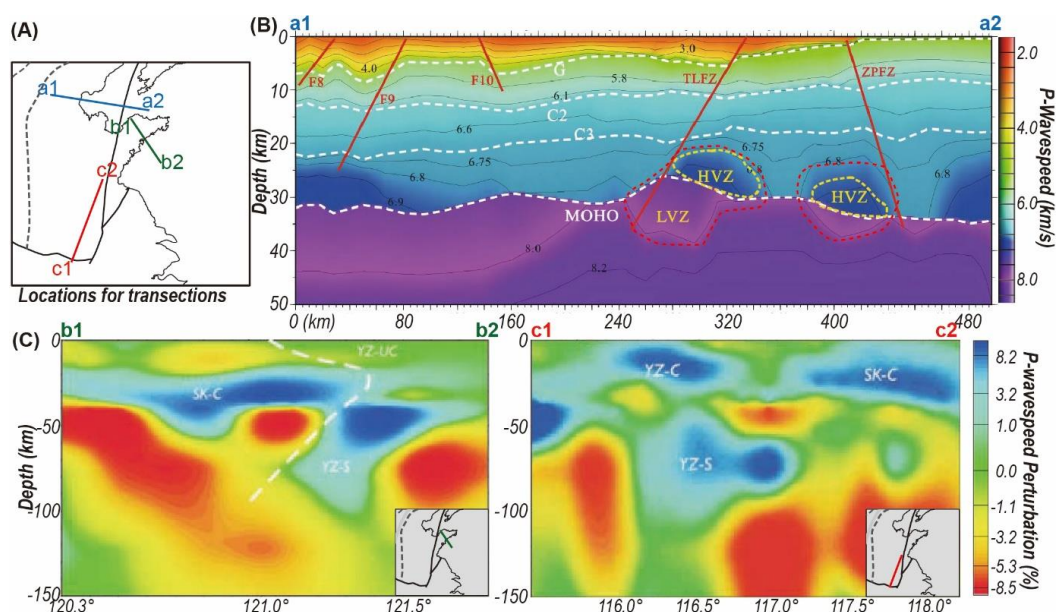 (A)
a1
a2
b1
b2
c2
c1
Locations for transections
(B)
a1
a2
0
10
20
30
40
50
Depth (km)
F8
4.0
F9
F10
G
5.8
3.0
TLFZ
ZPFZ
6.1
C2
6.6
C3
6.75
6.75
6.8
6.8
6.8
HVZ
HVZ
6.9
MOHO
LVZ
8.0
8.2
0
(km)
80
160
240
320
400
480
2.0
4.0
6.0
8.0
P-Wavespeed (km/s)
(C)
b1
b2
0
-50
-100
-150
Depth (km)
YZ-UC
SK-C
YZ-S
120.3°
121.0°
121.5°
c1
c2
0
-50
-100
-150
YZ-C
SK-C
YZ-S
116.0°
116.5°
117.0°
117.5°
118.0°
8.2
5.2
3.2
1.0
0.0
-1.1
-3.2
-5.3
-8.5
P-wavespeed Perturbation (%)